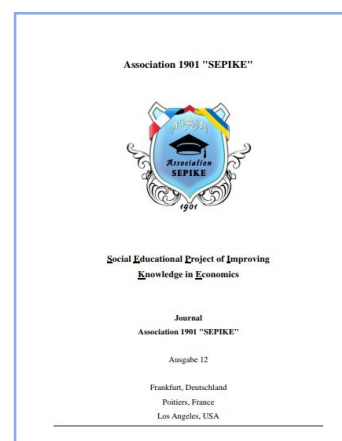 Association 1901 "SEPIKE"
Association
SEPIKE
1901
Social Educational Project of Improving
Knowledge in Economics
Journal
Association 1901 "SEPIKE"
Ausgabe 12
Frankfurt, Deutschland
Poitiers, France
Los Angeles, USA